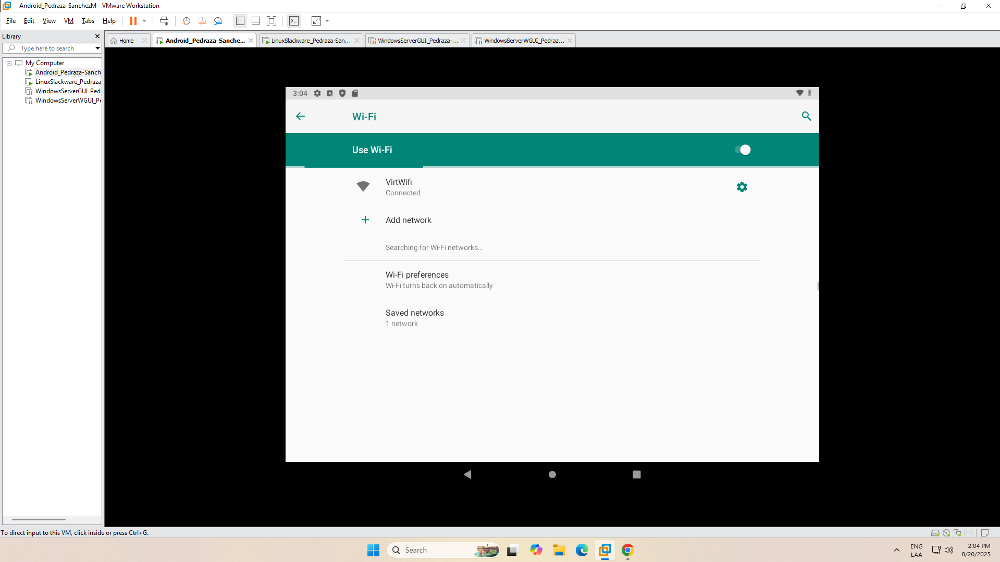 Android_Pedraza-SanchezM - VMware Workstation
File Edit View VM Tabs Help
Library
Type here to search
My Computer
Android_Pedraza-Sanch
LinuxSlackware_Pedraza
WindowsServerGUI_Ped
WindowsServerWGUI_Pe
Home
Android_Pedraza-Sanche...
LinuxSlackware_Pedraza-San...
WindowsServerGUI_Pedraza-...
WindowsServerWGUI_Pedraz...
3:04
Wi-Fi
Use Wi-Fi
VirtWifi
Connected
Add network
Searching for Wi-Fi networks…
Wi-Fi preferences
Wi-Fi turns back on automatically
Saved networks
1 network
To direct input to this VM, click inside or press Ctrl+G.
Search
ENG
LAA
2:04 PM
8/20/2025